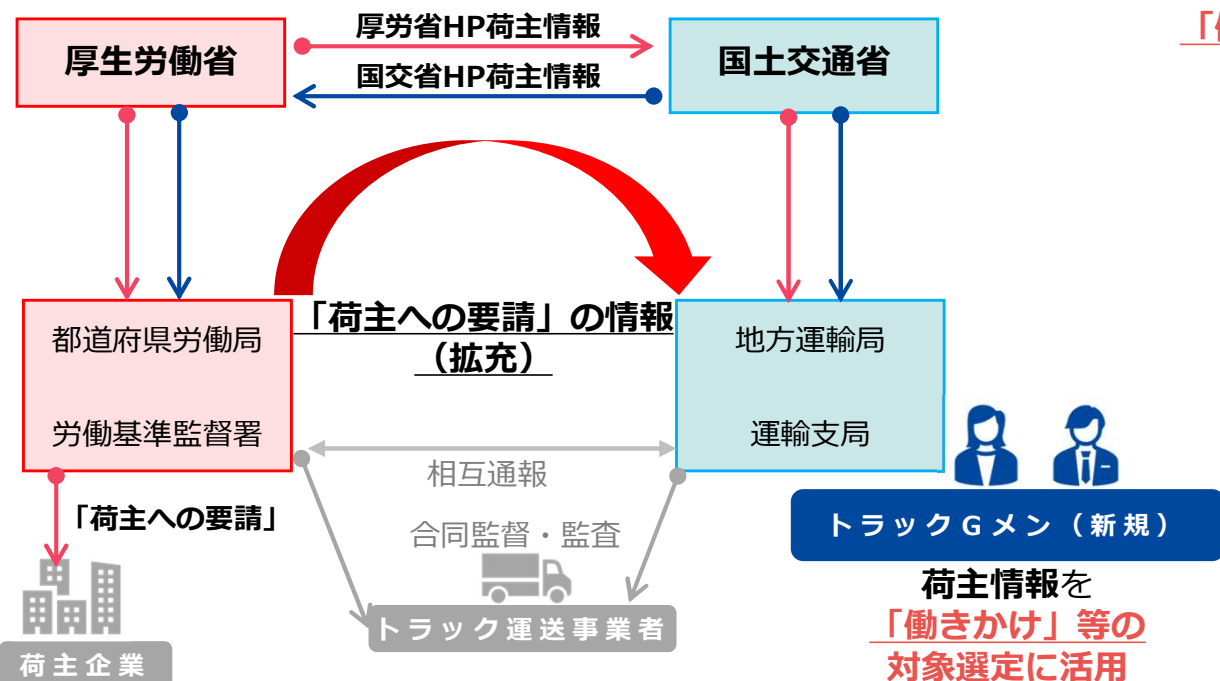 厚生労働省
厚労省HP荷主情報
国交省HP荷主情報
国土交通省
都道府県労働局
労働基準監督署
「荷主への要請」の情報
（拡充）
地方運輸局
運輸支局
相互通報
合同監督・監査
「荷主への要請」
荷主企業
トラック運送事業者
トラックGメン（新規）
荷主情報を
「働きかけ」等の
対象選定に活用